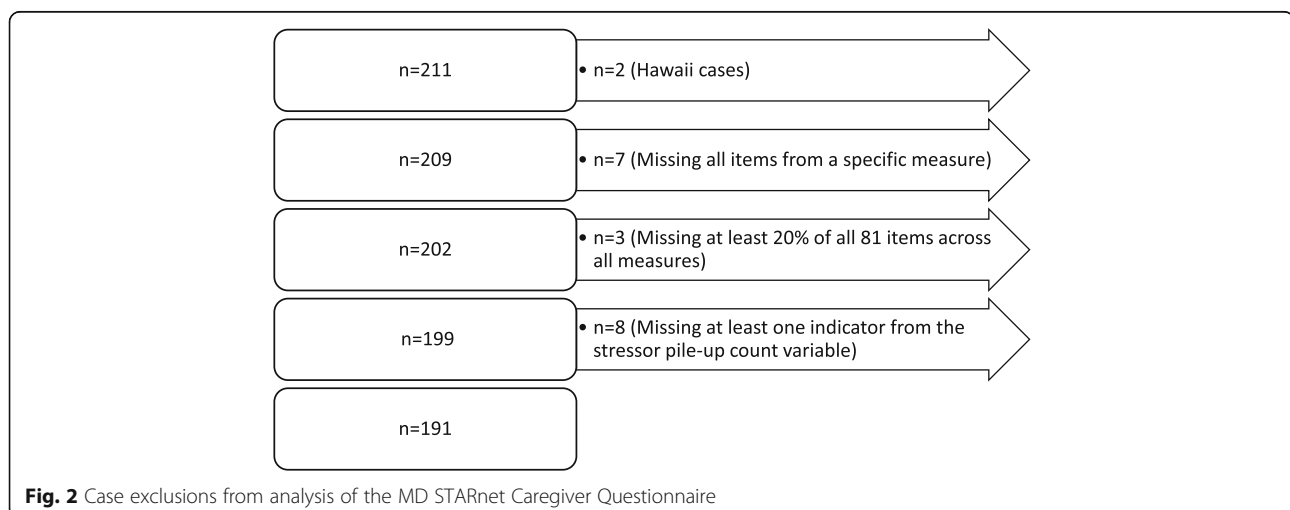 n=211
• n=2 (Hawaii cases)
n=209
• n=7 (Missing all items from a specific measure)
n=202
• n=3 (Missing at least 20% of all 81 items across
all measures)
n=199
• n=8 (Missing at least one indicator from the
stressor pile-up count variable)
n=191
Fig. 2 Case exclusions from analysis of the MD STARnet Caregiver Questionnaire